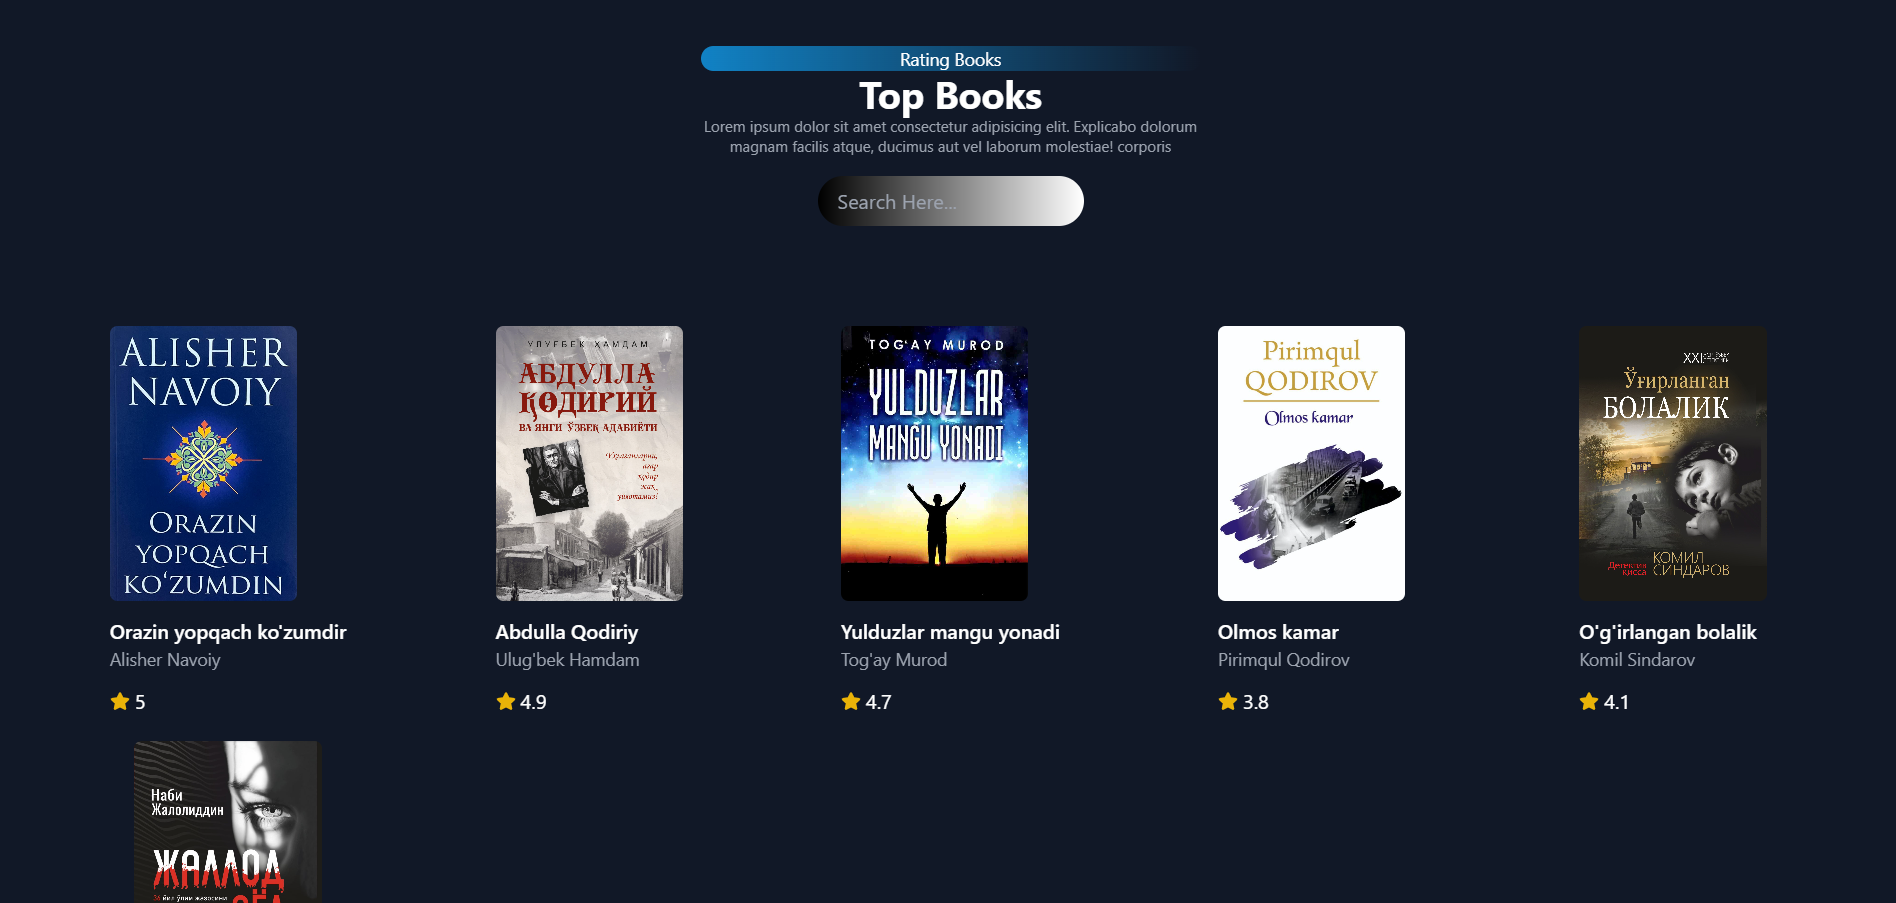 Rating Books
Top Books
Lorem ipsum dolor sit amet consectetur adipisicing elit. Explicabo dolorum
magnam facilis atque, ducimus aut vel laborum molestiae! corporis
Search Here...
ALISHER
NAVOIY
ORAZIN
YOPQACH
KOʻZUMDIN
Orazin yopqach ko'zumdir
Alisher Navoiy
5
УЛУҒБЕК ҲАМДАМ
АБДУЛЛА
ҚОДИРИЙ
ВА ЯНГИ ЎЗБЕК АДАБИЁТИ
Abdulla Qodiriy
Ulug'bek Hamdam
4.9
TOGʻAY MUROD
YULDUZLAR
MANGU YONADI
Yulduzlar mangu yonadi
Tog'ay Murod
4.7
Pirimqul
QODIROV
Olmos kamar
Olmos kamar
Pirimqul Qodirov
3.8
XXI
Ўғирланган
БОЛАЛИК
Детектив
қисса
КОМИЛ
СИНДАРОВ
O'g'irlangan bolalik
Komil Sindarov
4.1
Наби
Жалолиддин
ЖАЛЛОД